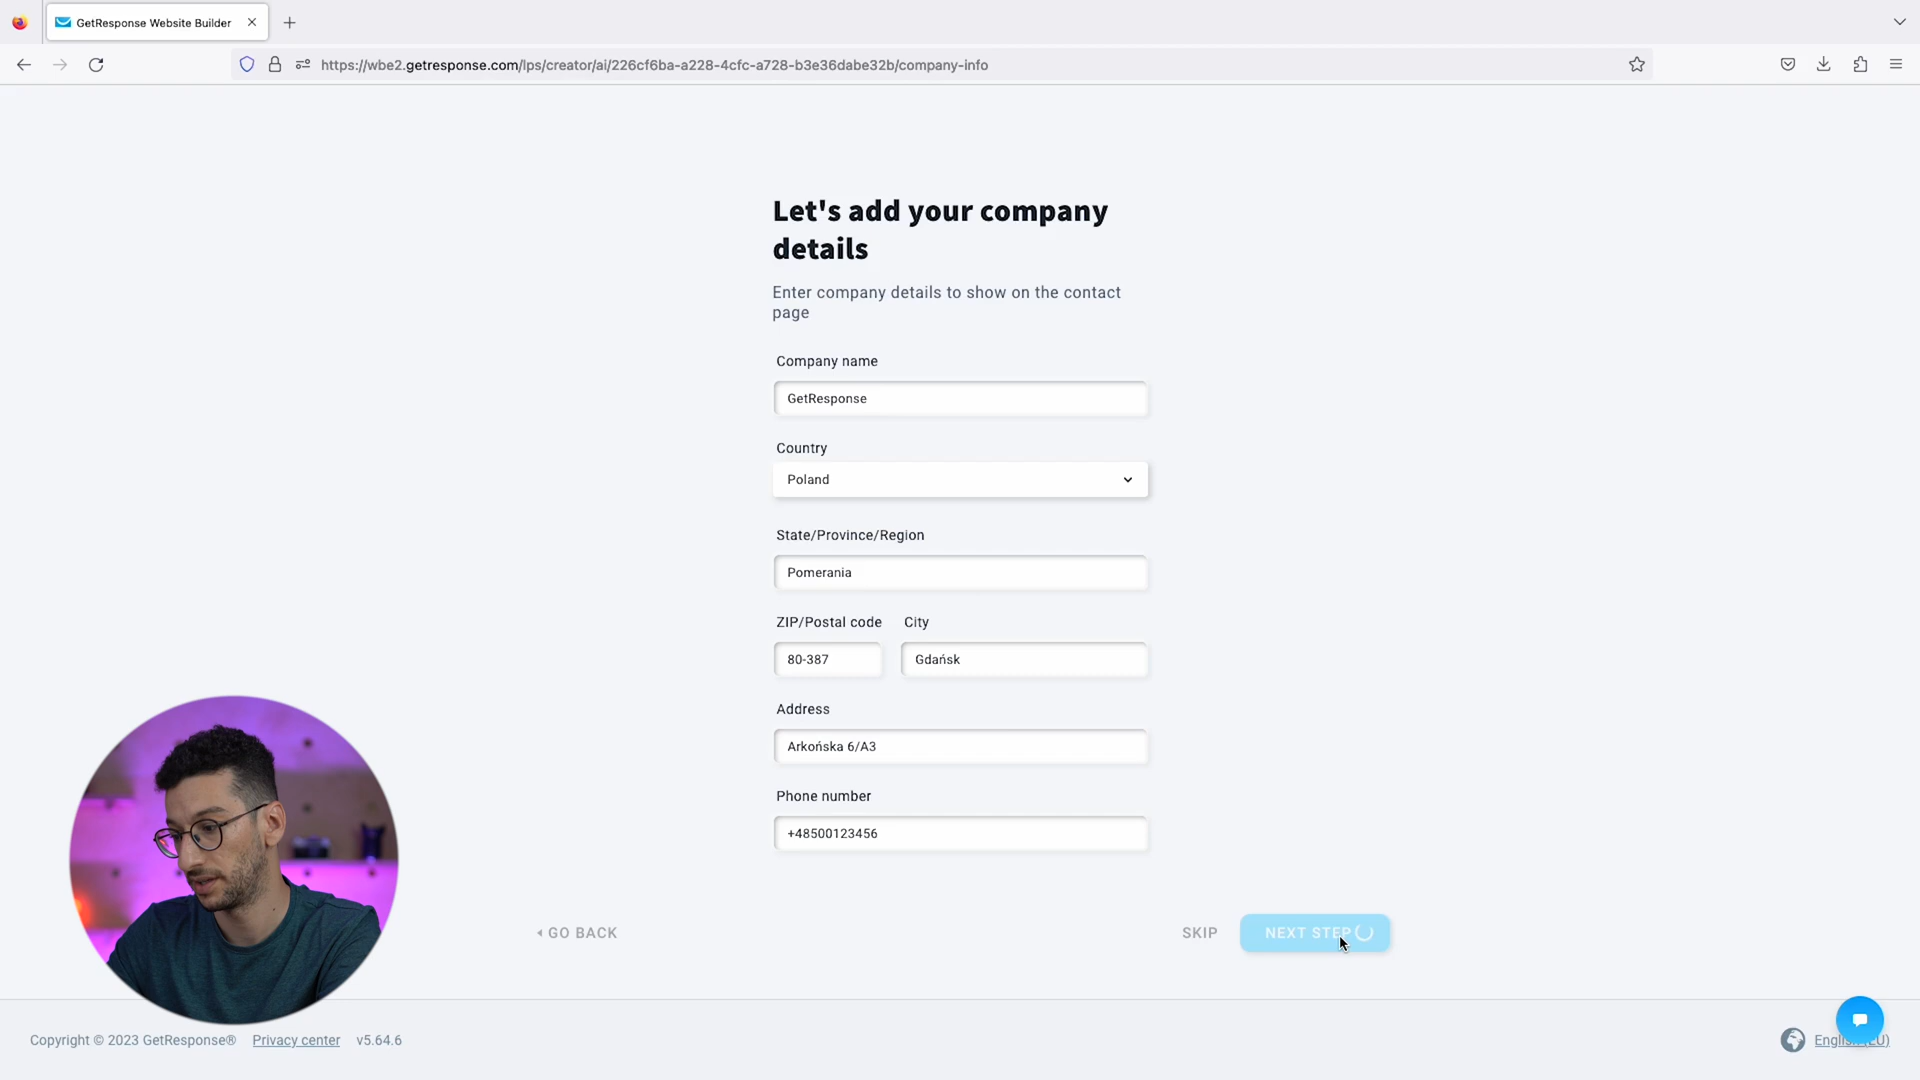 GetResponse Website Builder
https://wbe2.getresponse.com/lps/creator/ai/226cf6ba-a228-4cfc-a728-b3e36dabe32b/company-info
Let's add your company
details
Enter company details to show on the contact
page
Company name
GetResponse
Country
Poland
State/Province/Region
Pomerania
ZIP/Postal code City
80-387 Gdańsk
Address
Arkońska 6/A3
Phone number
+48500123456
GO BACK SKIP NEXT STEP
Copyright © 2023 GetResponse® Privacy center v5.64.6 English (EU)